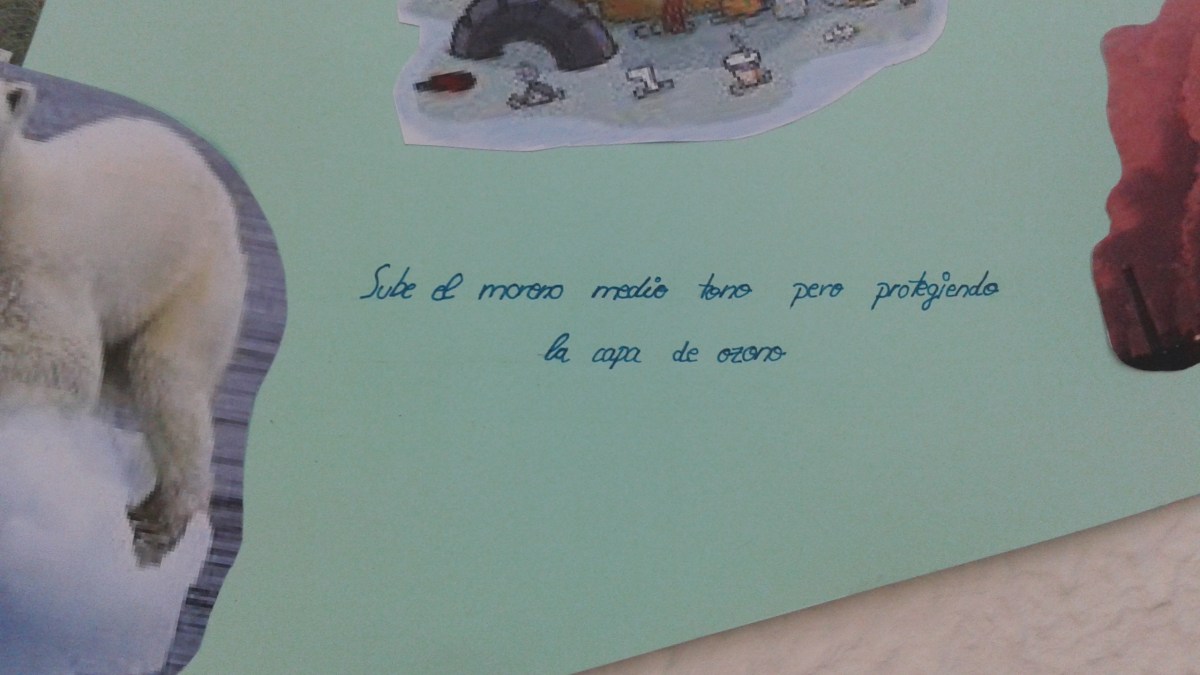 Sube el moreno medio tono pero protegiendo
la capa de ozono